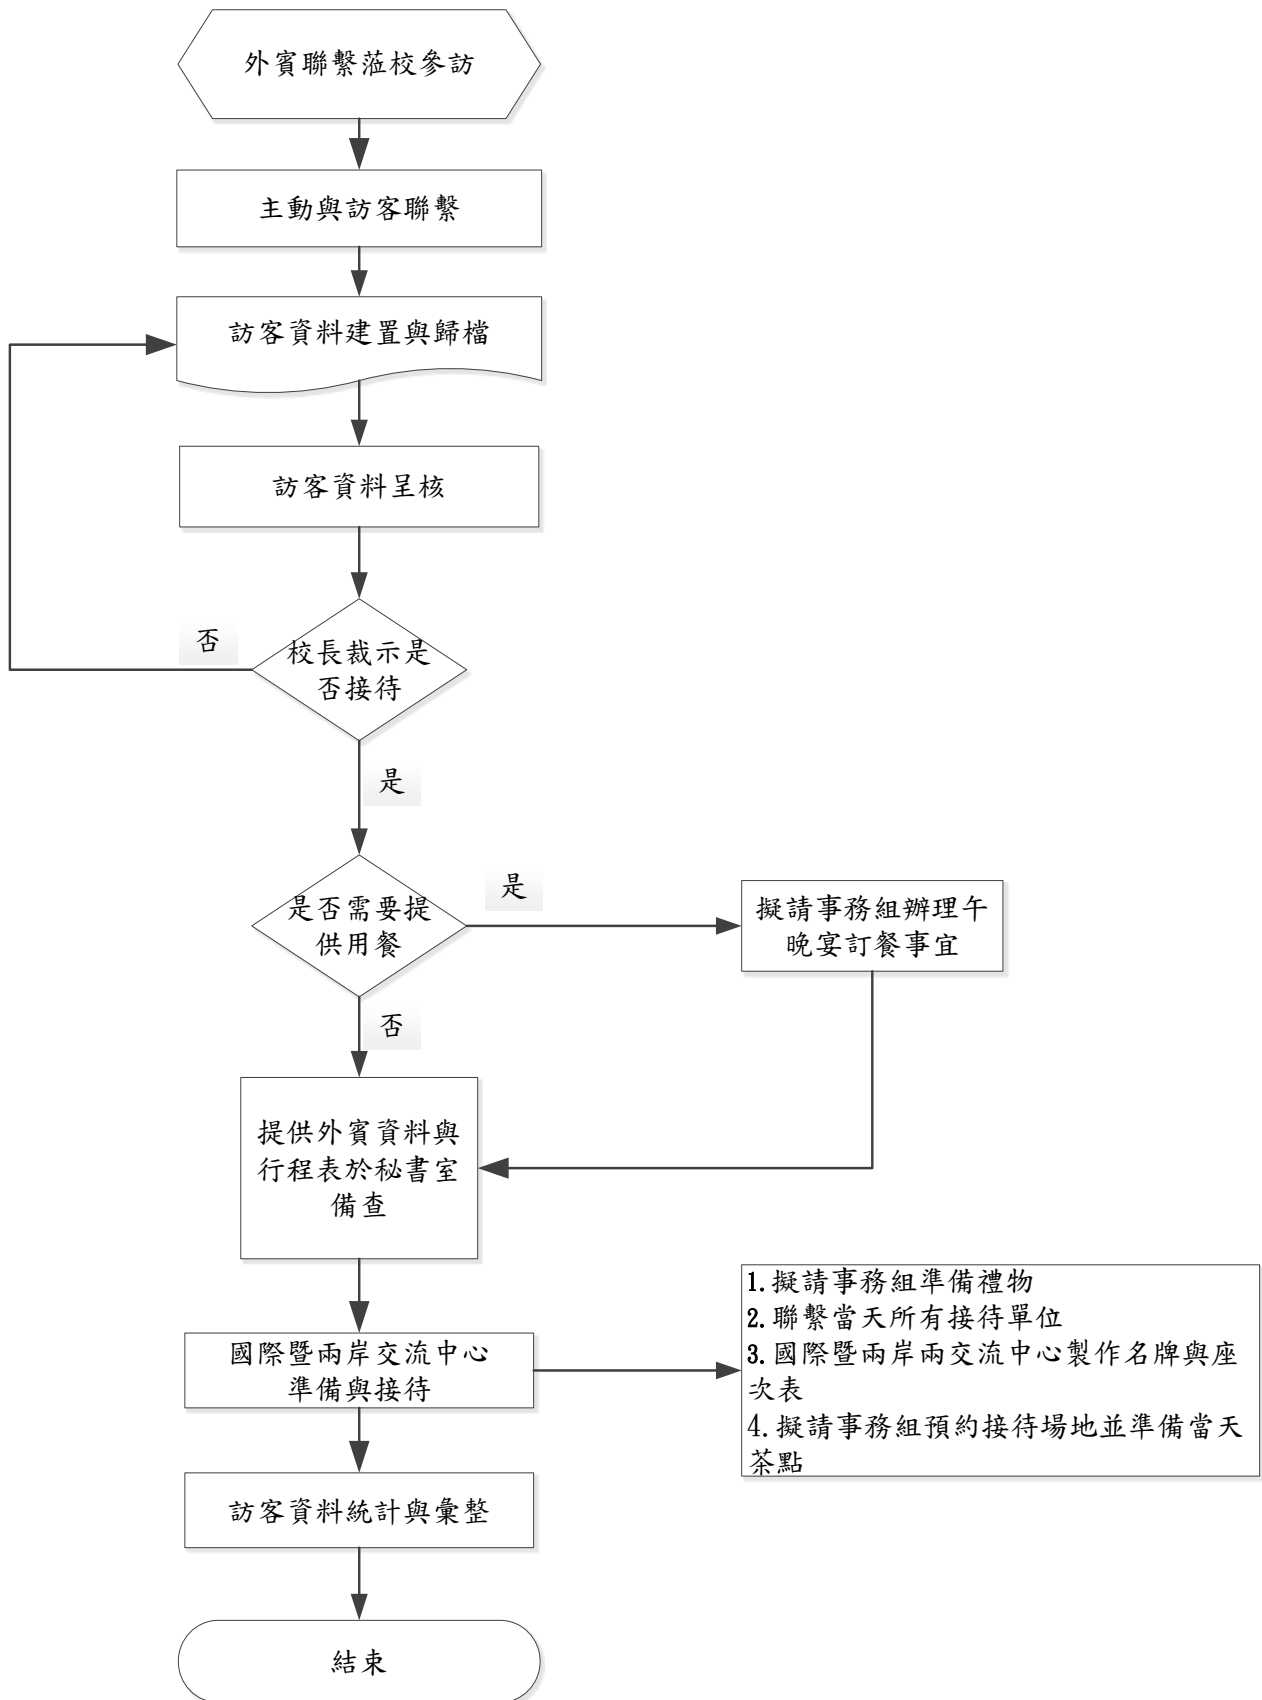 外賓聯繫蒞校參訪
主動與訪客聯繫
訪客資料建置與歸檔
訪客資料呈核
校長裁示是
否接待
否
是
是否需要提
供用餐
是
擬請事務組辦理午
晚宴訂餐事宜
否
提供外賓資料與
行程表於秘書室
備查
國際暨兩岸交流中心
準備與接待
1.擬請事務組準備禮物
2.聯繫當天所有接待單位
3.國際暨兩岸兩交流中心製作名牌與座
次表
4.擬請事務組預約接待場地並準備當天
茶點
訪客資料統計與彙整
結束